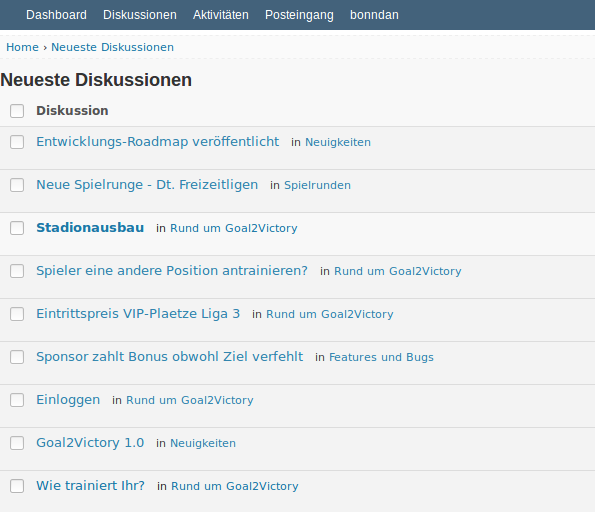 Dashboard Diskussionen Aktivitäten Posteingang bonndan
Home › Neueste Diskussionen
Neueste Diskussionen
Diskussion
Entwicklungs-Roadmap veröffentlicht in Neuigkeiten
Neue Spielrunge - Dt. Freizeitligen in Spielrunden
Stadionausbau in Rund um Goal2Victory
Spieler eine andere Position antrainieren? in Rund um Goal2Victory
Eintrittspreis VIP-Plaetze Liga 3 in Rund um Goal2Victory
Sponsor zahlt Bonus obwohl Ziel verfehlt in Features und Bugs
Einloggen in Rund um Goal2Victory
Goal2Victory 1.0 in Neuigkeiten
Wie trainiert Ihr? in Rund um Goal2Victory